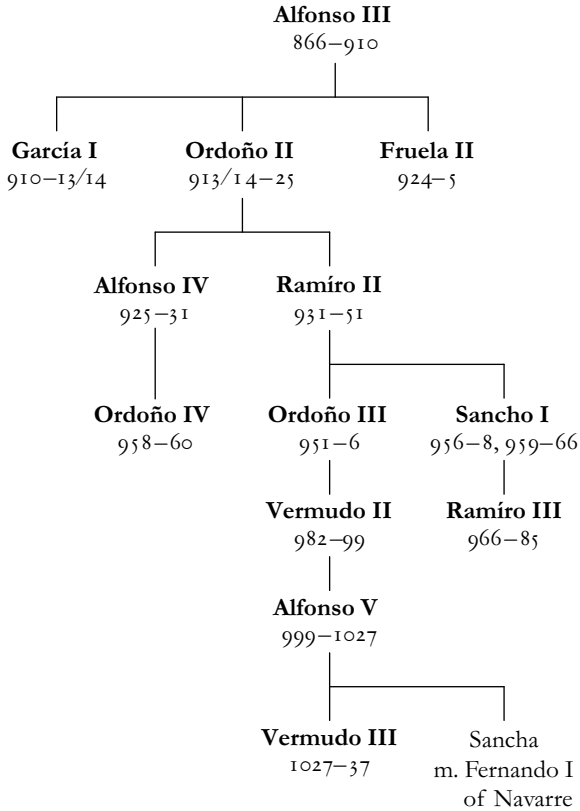 Alfonso III
866–910
García I Ordoño II Fruela II
910–13/14 913/14–25 924–5
Alfonso IV Ramíro II
925–31 931–51
Ordoño IV Ordoño III Sancho I
958–60 951–6 956–8, 959–66
Vermudo II Ramíro III
982–99 966–85
Alfonso V
999–1027
Vermudo III Sancha
1027–37 m. Fernando I
of Navarre